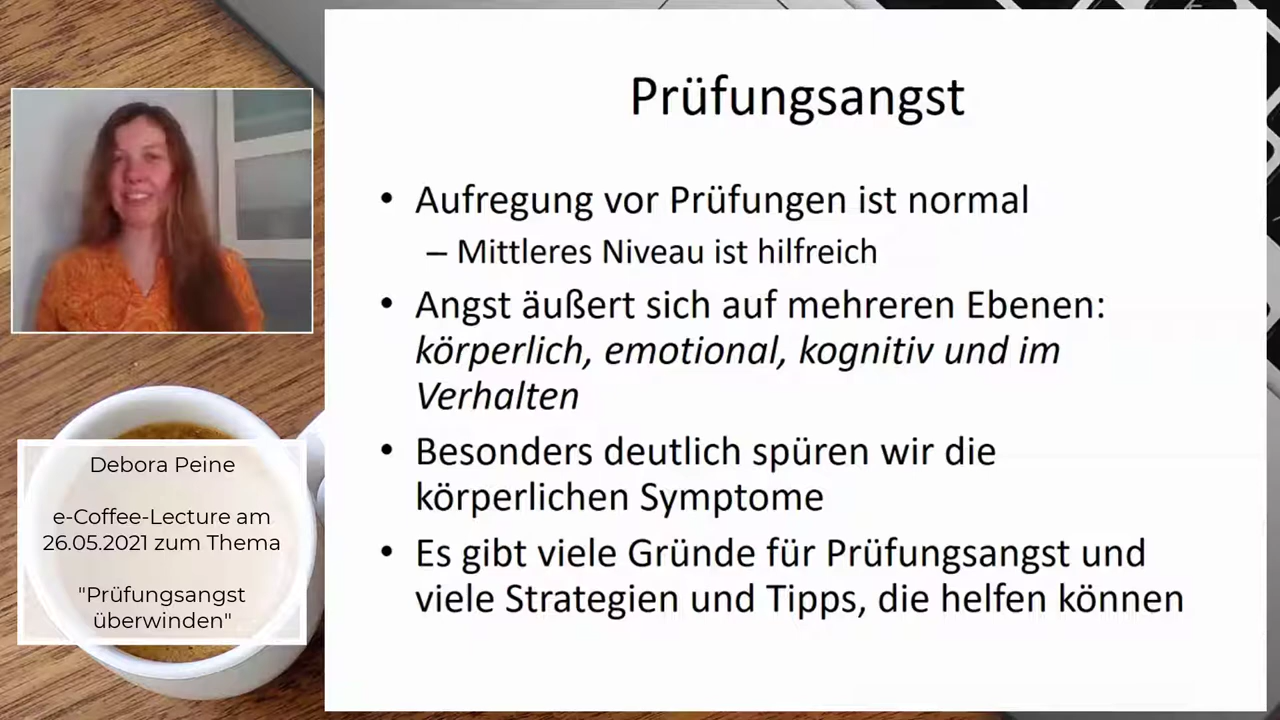 Prüfungsangst
• Aufregung vor Prüfungen ist normal
– Mittleres Niveau ist hilfreich
• Angst äußert sich auf mehreren Ebenen:
körperlich, emotional, kognitiv und im
Verhalten
• Besonders deutlich spüren wir die
körperlichen Symptome
• Es gibt viele Gründe für Prüfungsangst und
viele Strategien und Tipps, die helfen können
Debora Peine
e-Coffee-Lecture am
26.05.2021 zum Thema
"Prüfungsangst
überwinden"